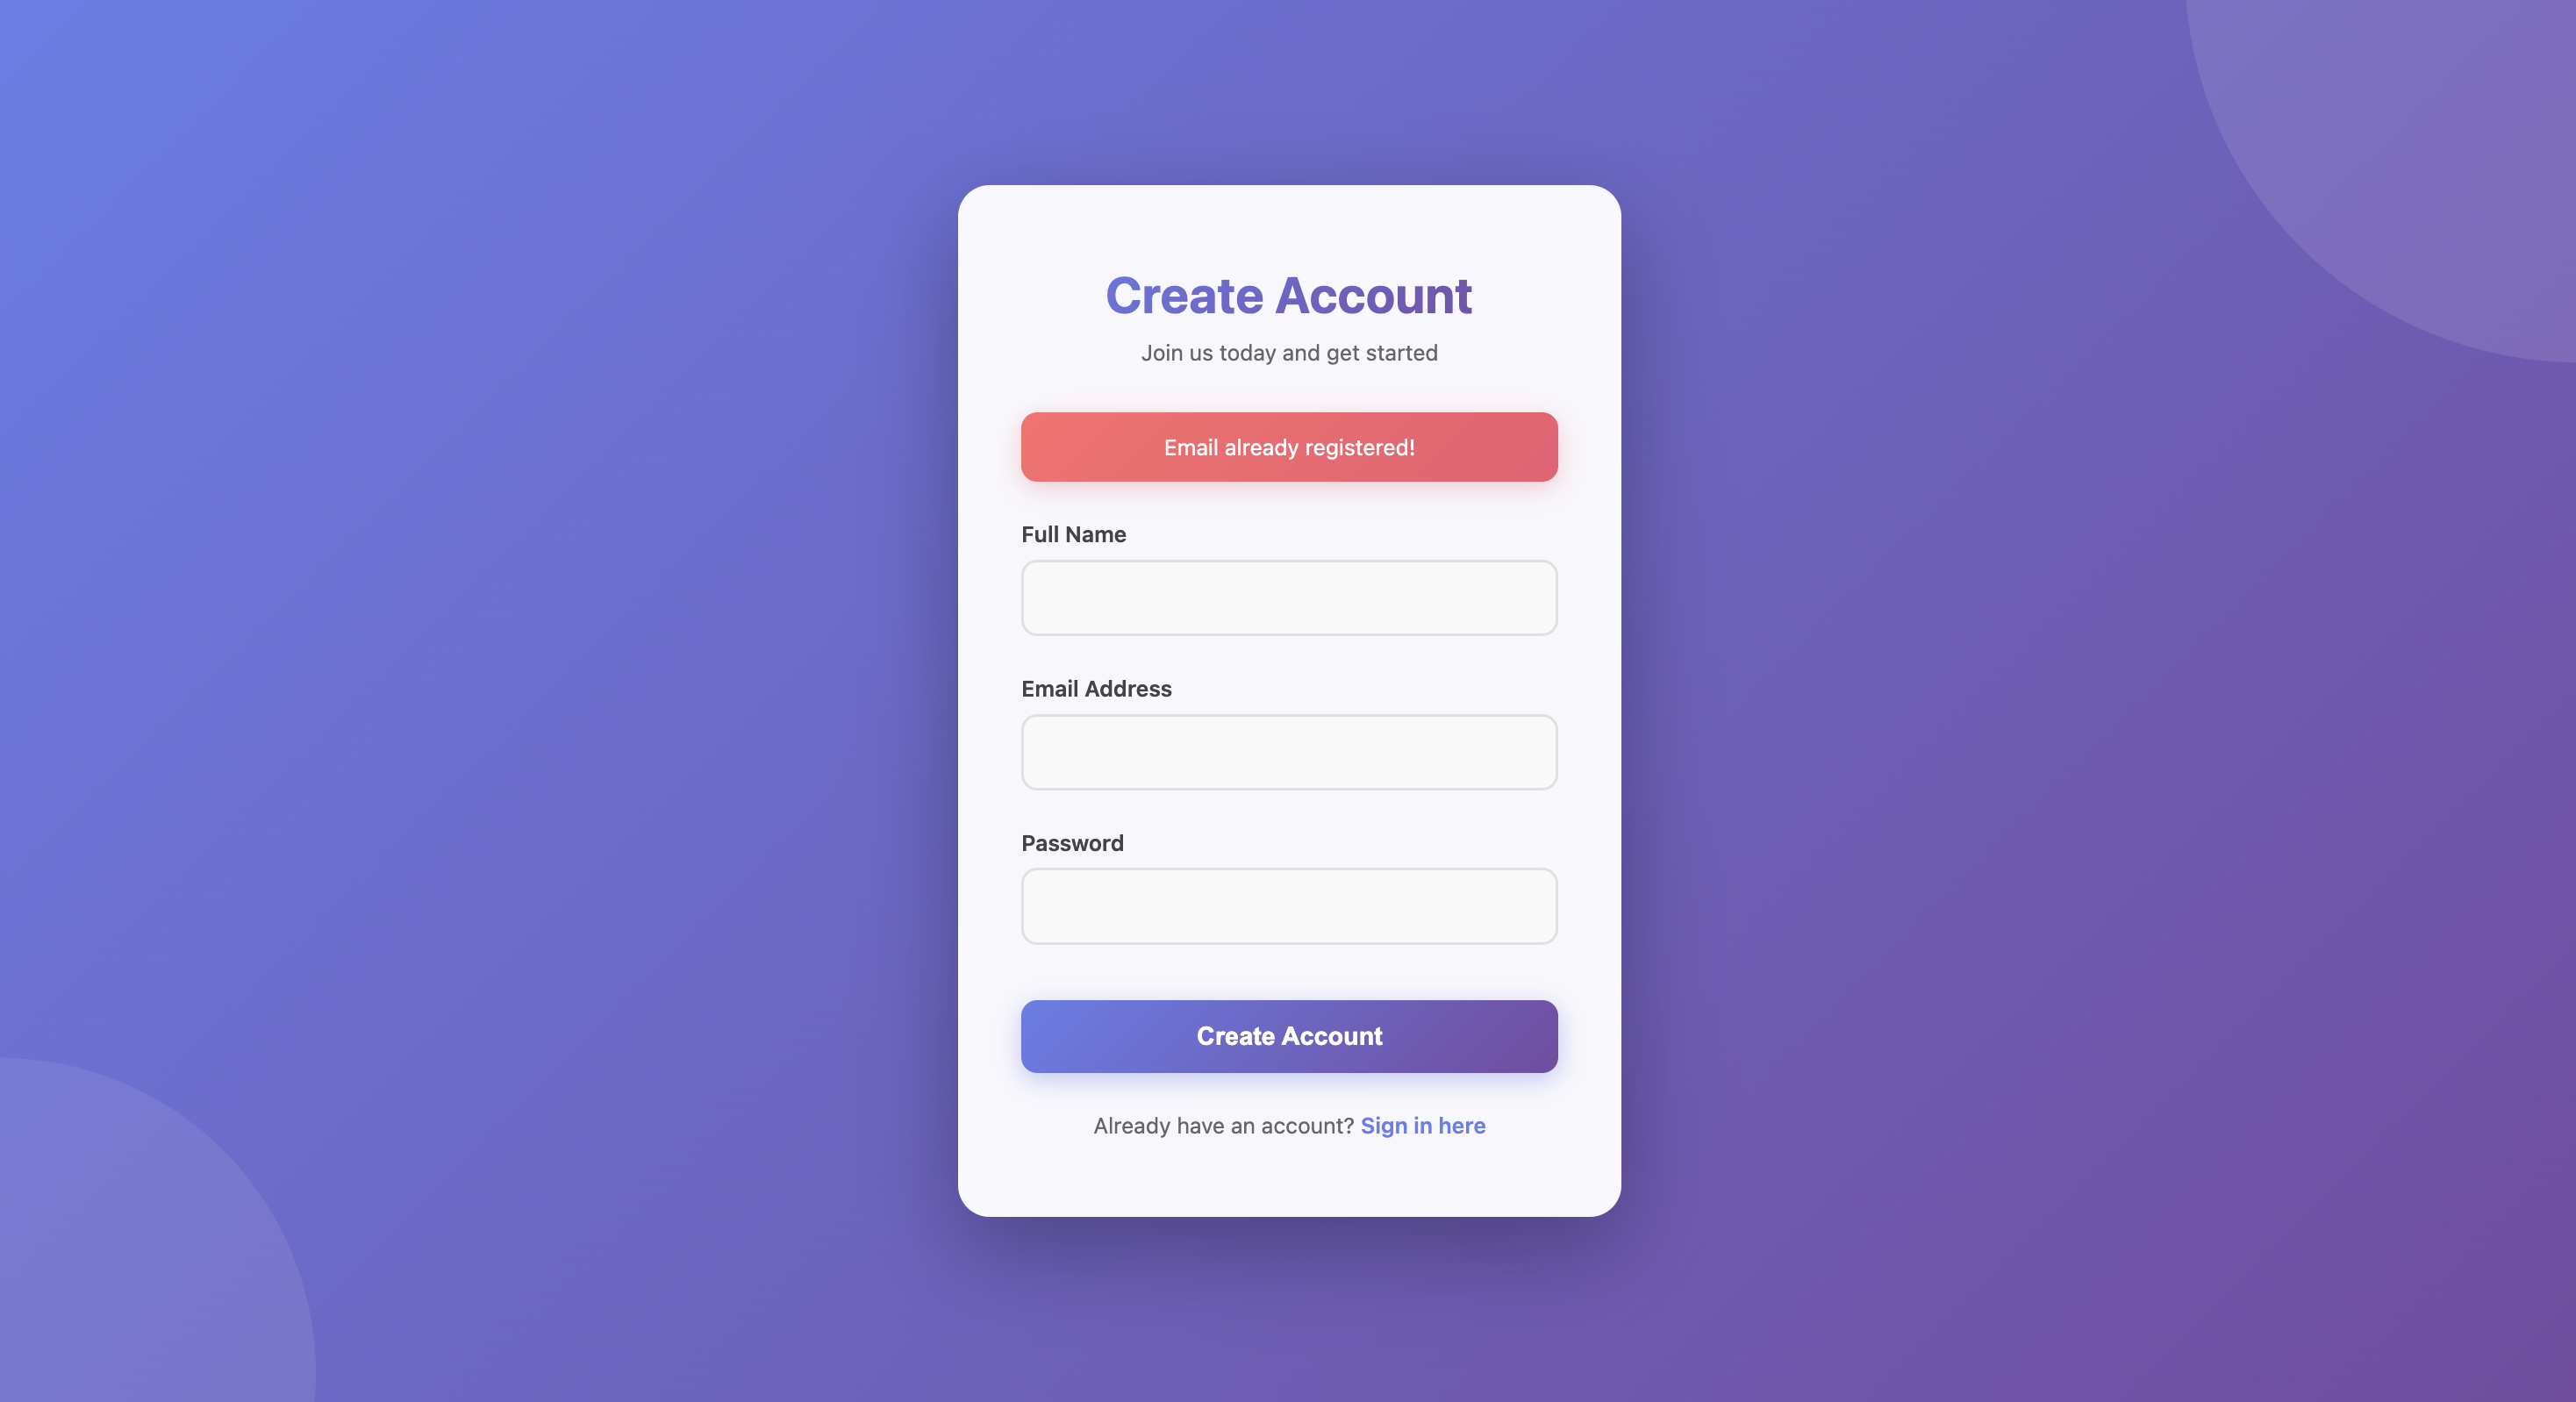 Create Account
Join us today and get started
Email already registered!
Full Name
Email Address
Password
Create Account
Already have an account? Sign in here